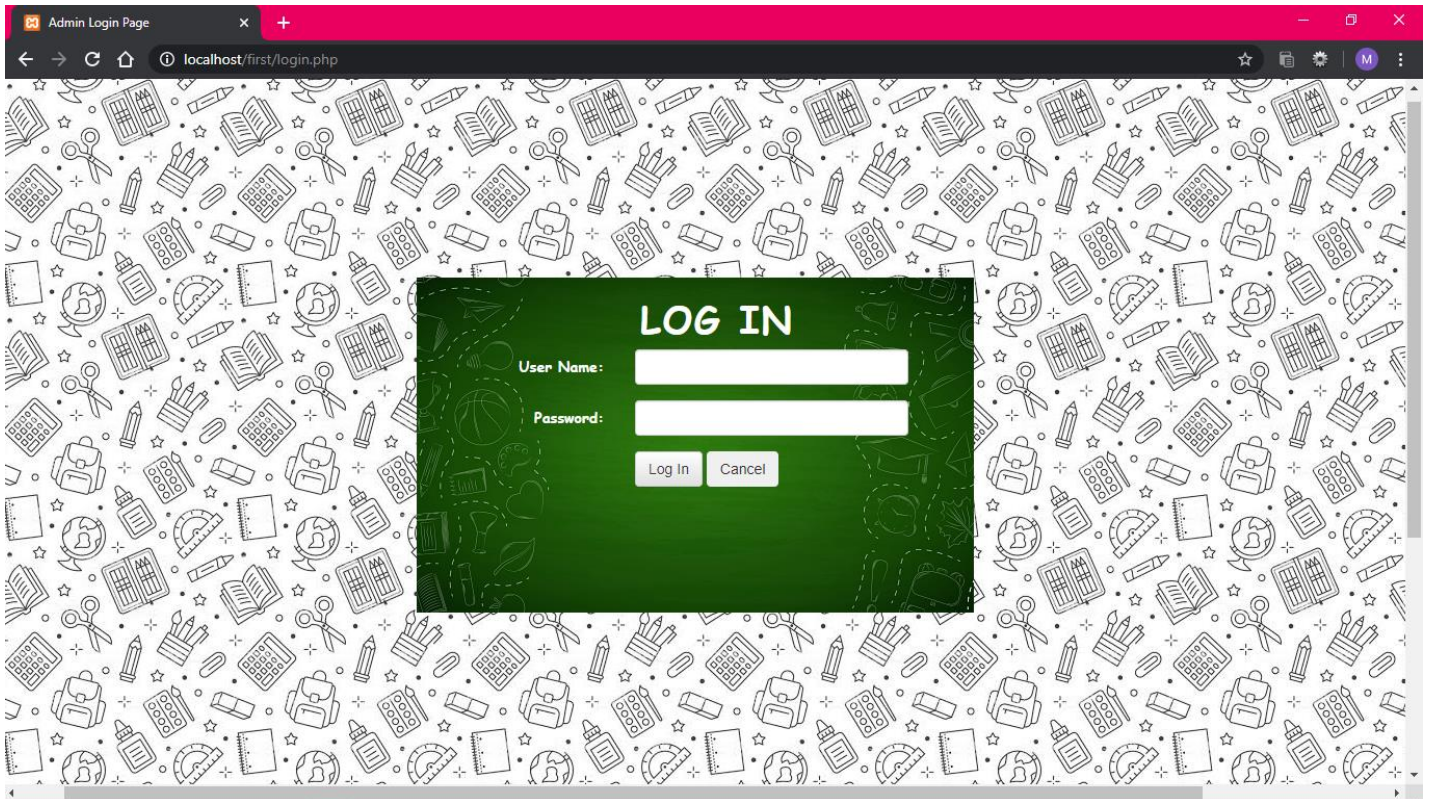 Admin Login Page
localhost/first/login.php
M
LOG IN
User Name:
Password:
Log In Cancel